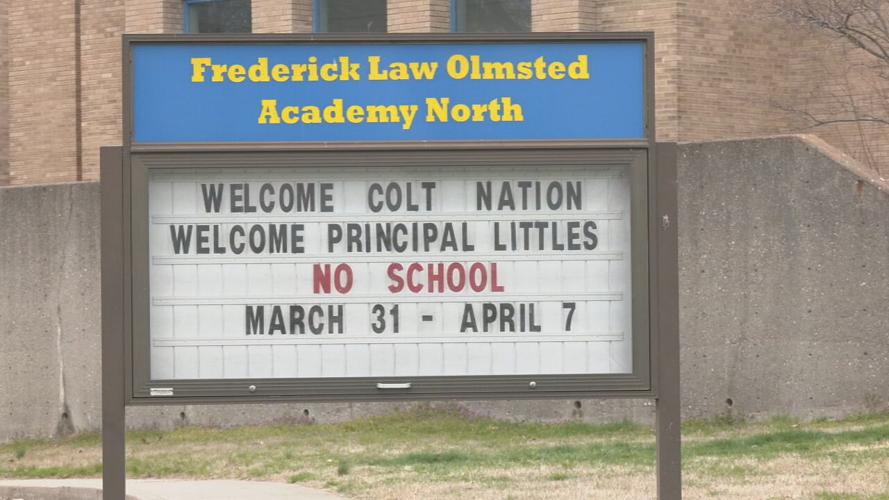 Frederick Law Olmsted
Academy North
WELCOME COLT NATION
WELCOME PRINCIPAL LITTLES
NO SCHOOL
MARCH 31 - APRIL 7